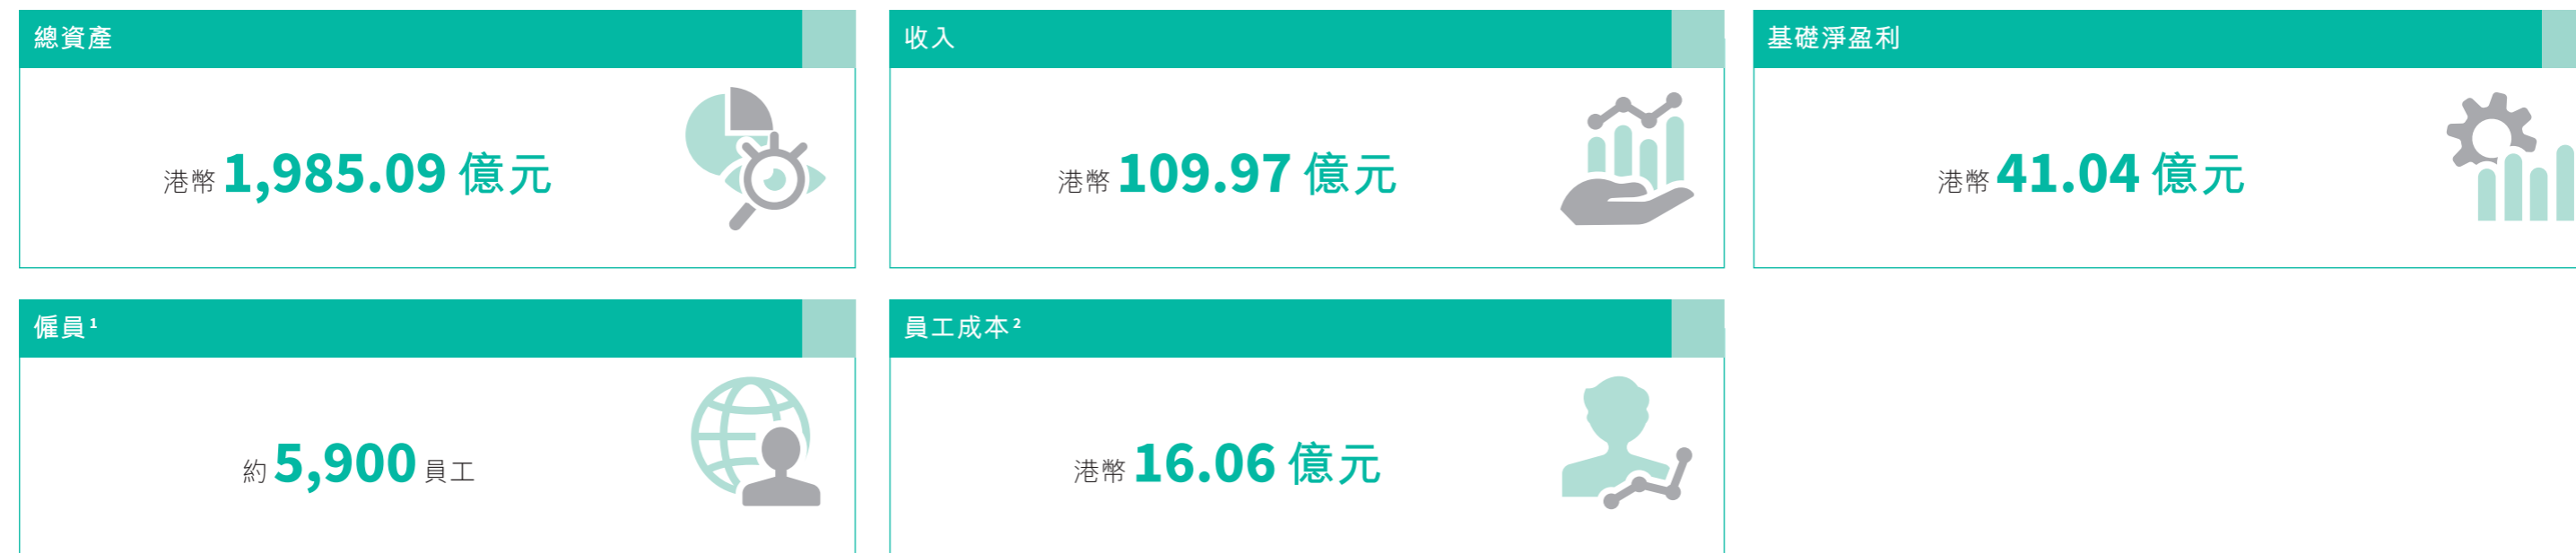 總資產
港幣 1,985.09 億元
收入
港幣 109.97 億元
基礎淨盈利
港幣 41.04 億元
僱員¹
約 5,900 員工
員工成本²
港幣 16.06 億元